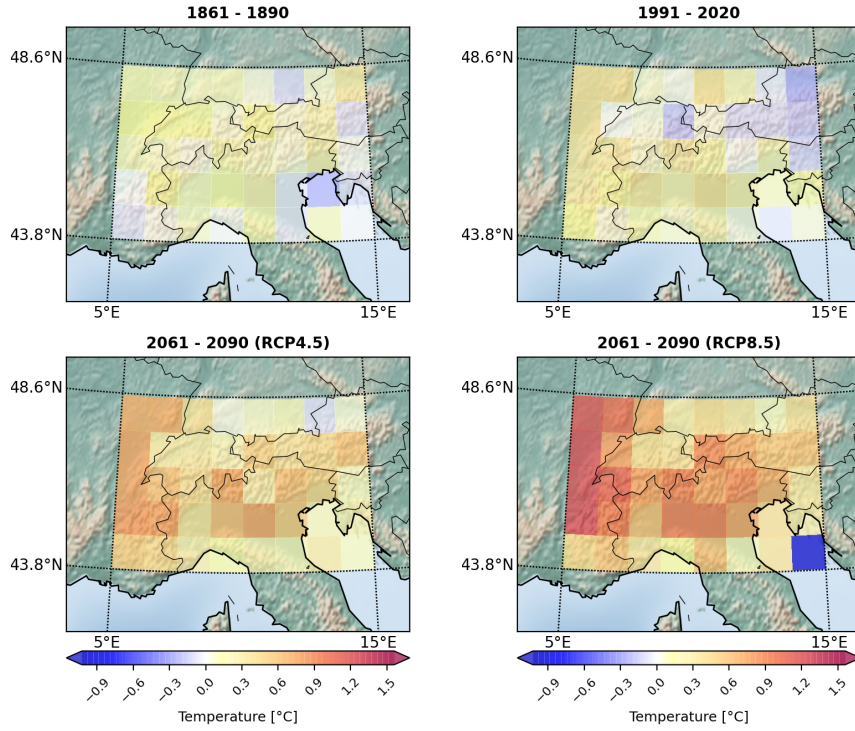 1861 - 1890
1991 - 2020
48.6°N
48.6°N
43.8°N
43.8°N
5°E
15°E
5°E
15°E
2061 - 2090 (RCP4.5)
2061 - 2090 (RCP8.5)
48.6°N
48.6°N
43.8°N
43.8°N
5°E
15°E
5°E
15°E
−0.9 −0.6 −0.3 0.0 0.3 0.6 0.9 1.2 1.5
−0.9 −0.6 −0.3 0.0 0.3 0.6 0.9 1.2 1.5
Temperature [°C]
Temperature [°C]